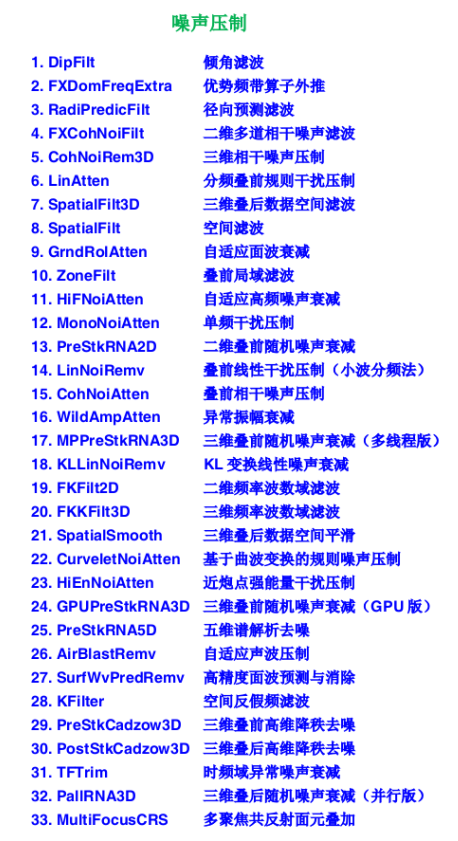 噪声压制
1. DipFilt 倾角滤波
2. FXDomFreqExtra 优势频带算子外推
3. RadiPredicFilt 径向预测滤波
4. FXCohNoiFilt 二维多道相干噪声滤波
5. CohNoiRem3D 三维相干噪声压制
6. LinAtten 分频叠前规则干扰压制
7. SpatialFilt3D 三维叠后数据空间滤波
8. SpatialFilt 空间滤波
9. GrndRolAtten 自适应面波衰减
10. ZoneFilt 叠前局域滤波
11. HiFNoiAtten 自适应高频噪声衰减
12. MonoNoiAtten 单频干扰压制
13. PreStkRNA2D 二维叠前随机噪声衰减
14. LinNoiRemv 叠前线性干扰压制（小波分频法）
15. CohNoiAtten 叠前相干噪声压制
16. WildAmpAtten 异常振幅衰减
17. MPPreStkRNA3D 三维叠前随机噪声衰减（多线程版）
18. KLLinNoiRemv KL 变换线性噪声衰减
19. FKFilt2D 二维频率波数域滤波
20. FKKFilt3D 三维频率波数域滤波
21. SpatialSmooth 三维叠后数据空间平滑
22. CurveletNoiAtten 基于曲波变换的规则噪声压制
23. HiEnNoiAtten 近炮点强能量干扰压制
24. GPUPreStkRNA3D 三维叠前随机噪声衰减（GPU 版）
25. PreStkRNA5D 五维谱解析去噪
26. AirBlastRemv 自适应声波压制
27. SurfWvPredRemv 高精度面波预测与消除
28. KFilter 空间反假频滤波
29. PreStkCadzow3D 三维叠前高维降秩去噪
30. PostStkCadzow3D 三维叠后高维降秩去噪
31. TFTrim 时频域异常噪声衰减
32. PallRNA3D 三维叠后随机噪声衰减（并行版）
33. MultiFocusCRS 多聚焦共反射面元叠加